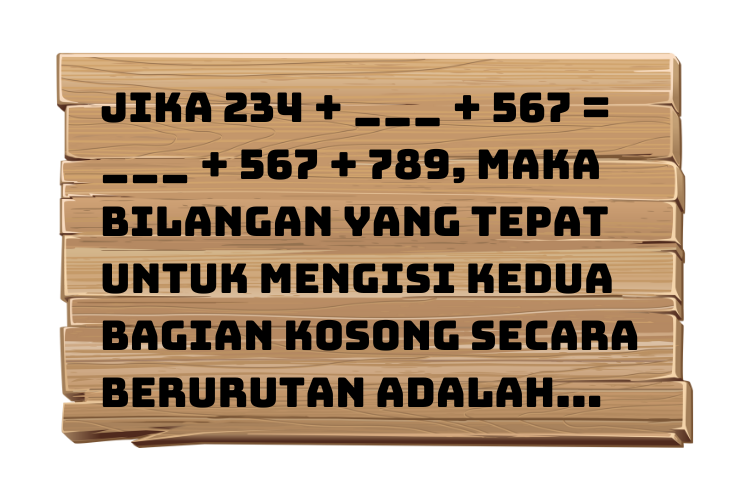 JIKA 234 + ___ + 567 =
___ + 567 + 789, MAKA
BILANGAN YANG TEPAT
UNTUK MENGISI KEDUA
BAGIAN KOSONG SECARA
BERURUTAN ADALAH...